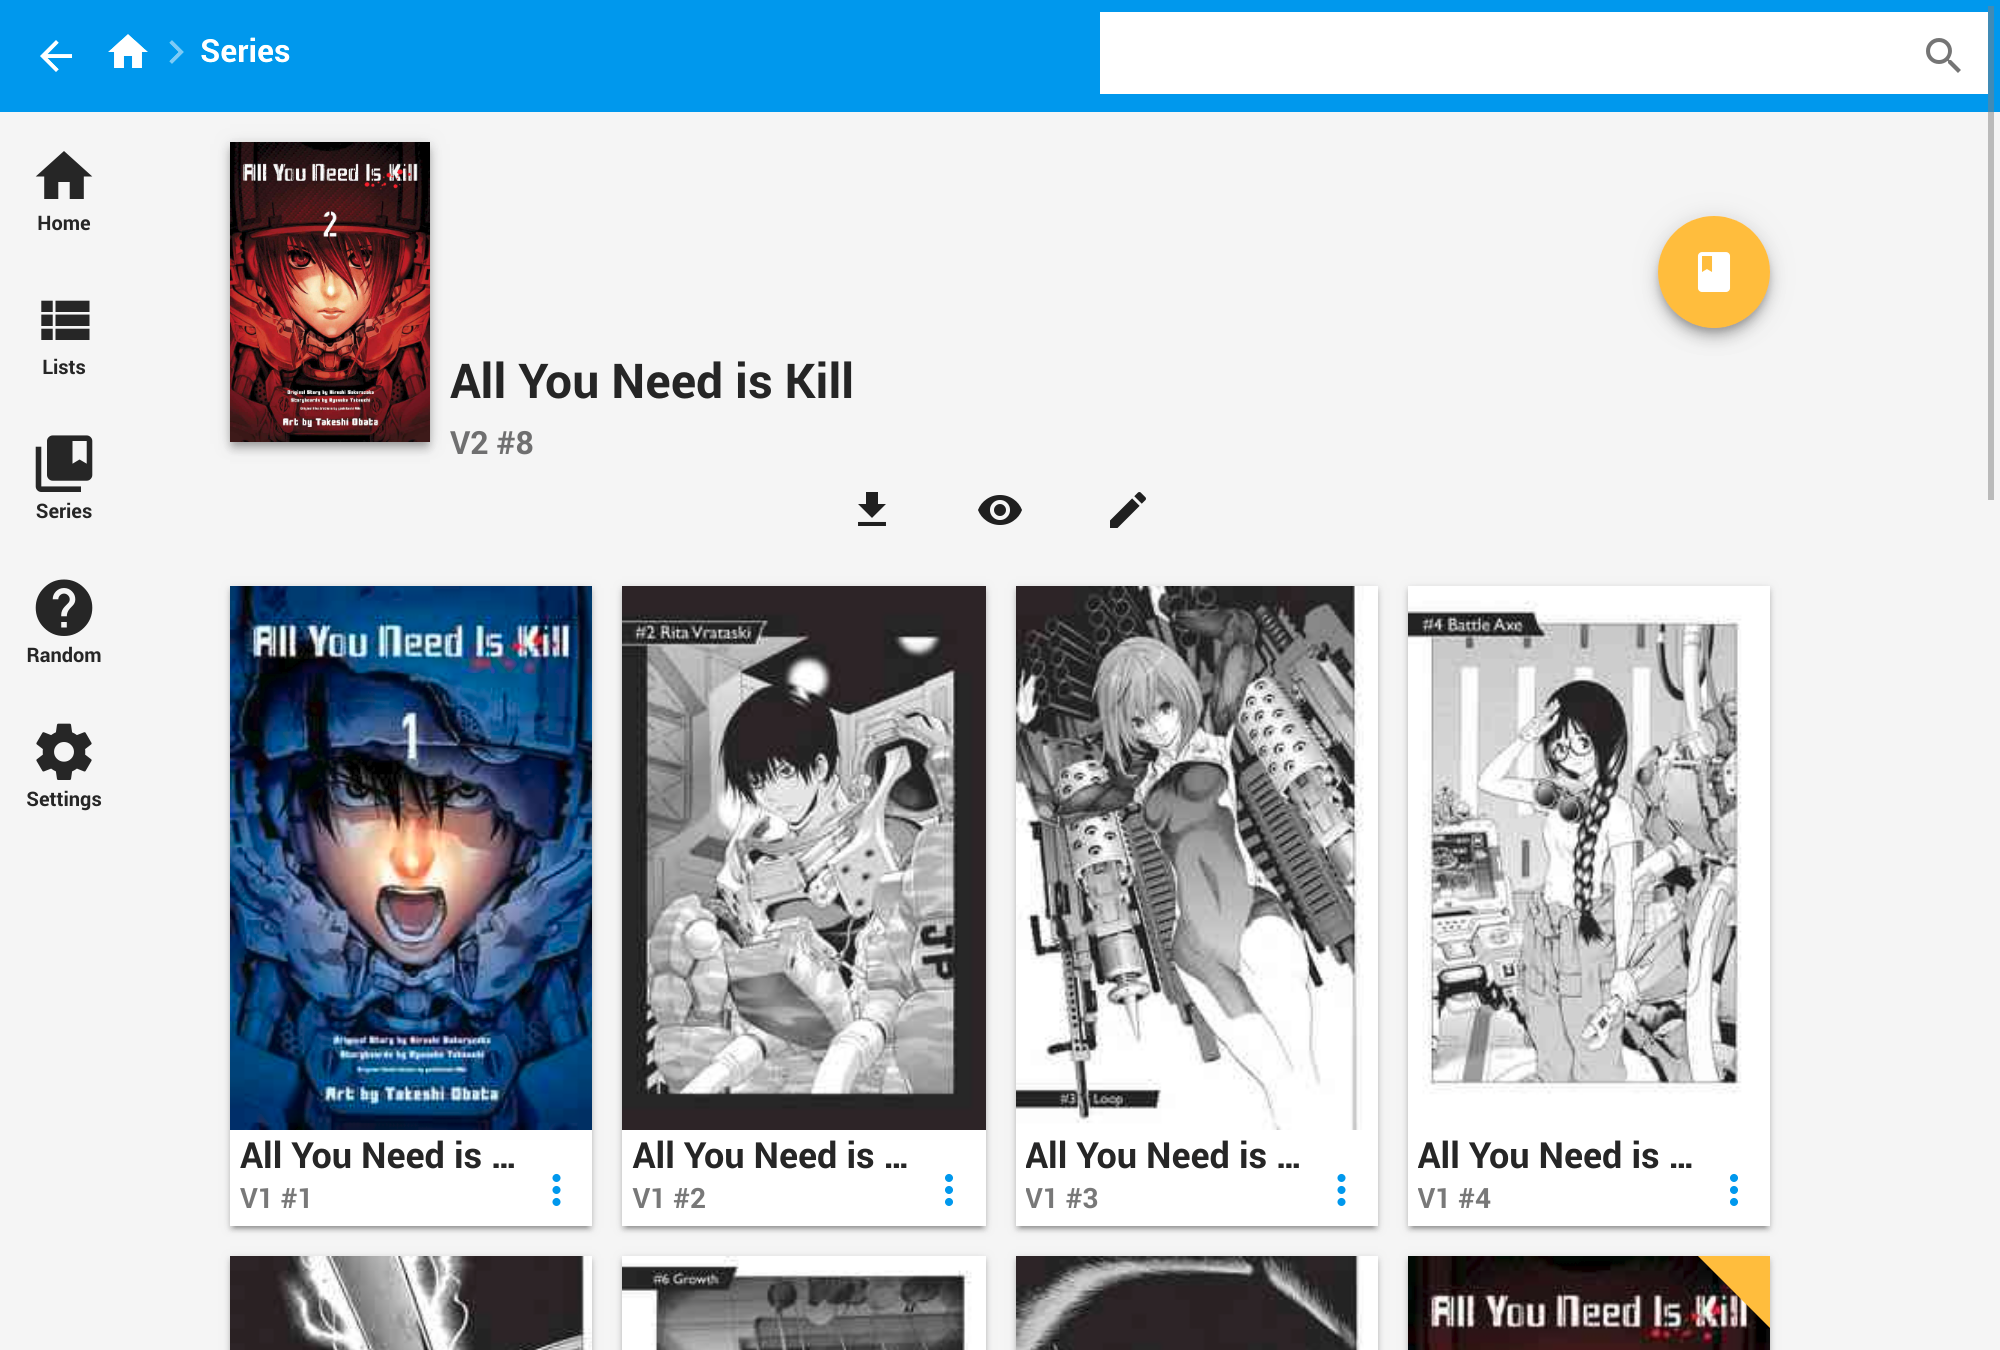 Series
Home
Lists
Series
Random
Settings
All You Need Is Kill
2
Original Story by Hiroshi Sakurazaka
Storyboards by Ryosuke Takeuchi
Art by Takeshi Obata
All You Need is Kill
V2 #8
All You Need Is Kill
1
Original Story by Hiroshi Sakurazaka
Storyboards by Ryosuke Takeuchi
Art by Takeshi Obata
All You Need is ...
V1 #1
#2 Rita Vrataski
JP
All You Need is ...
V1 #2
#3 Loop
All You Need is ...
V1 #3
#4 Battle Axe
All You Need is ...
V1 #4
#6 Growth
All You Need Is Kill